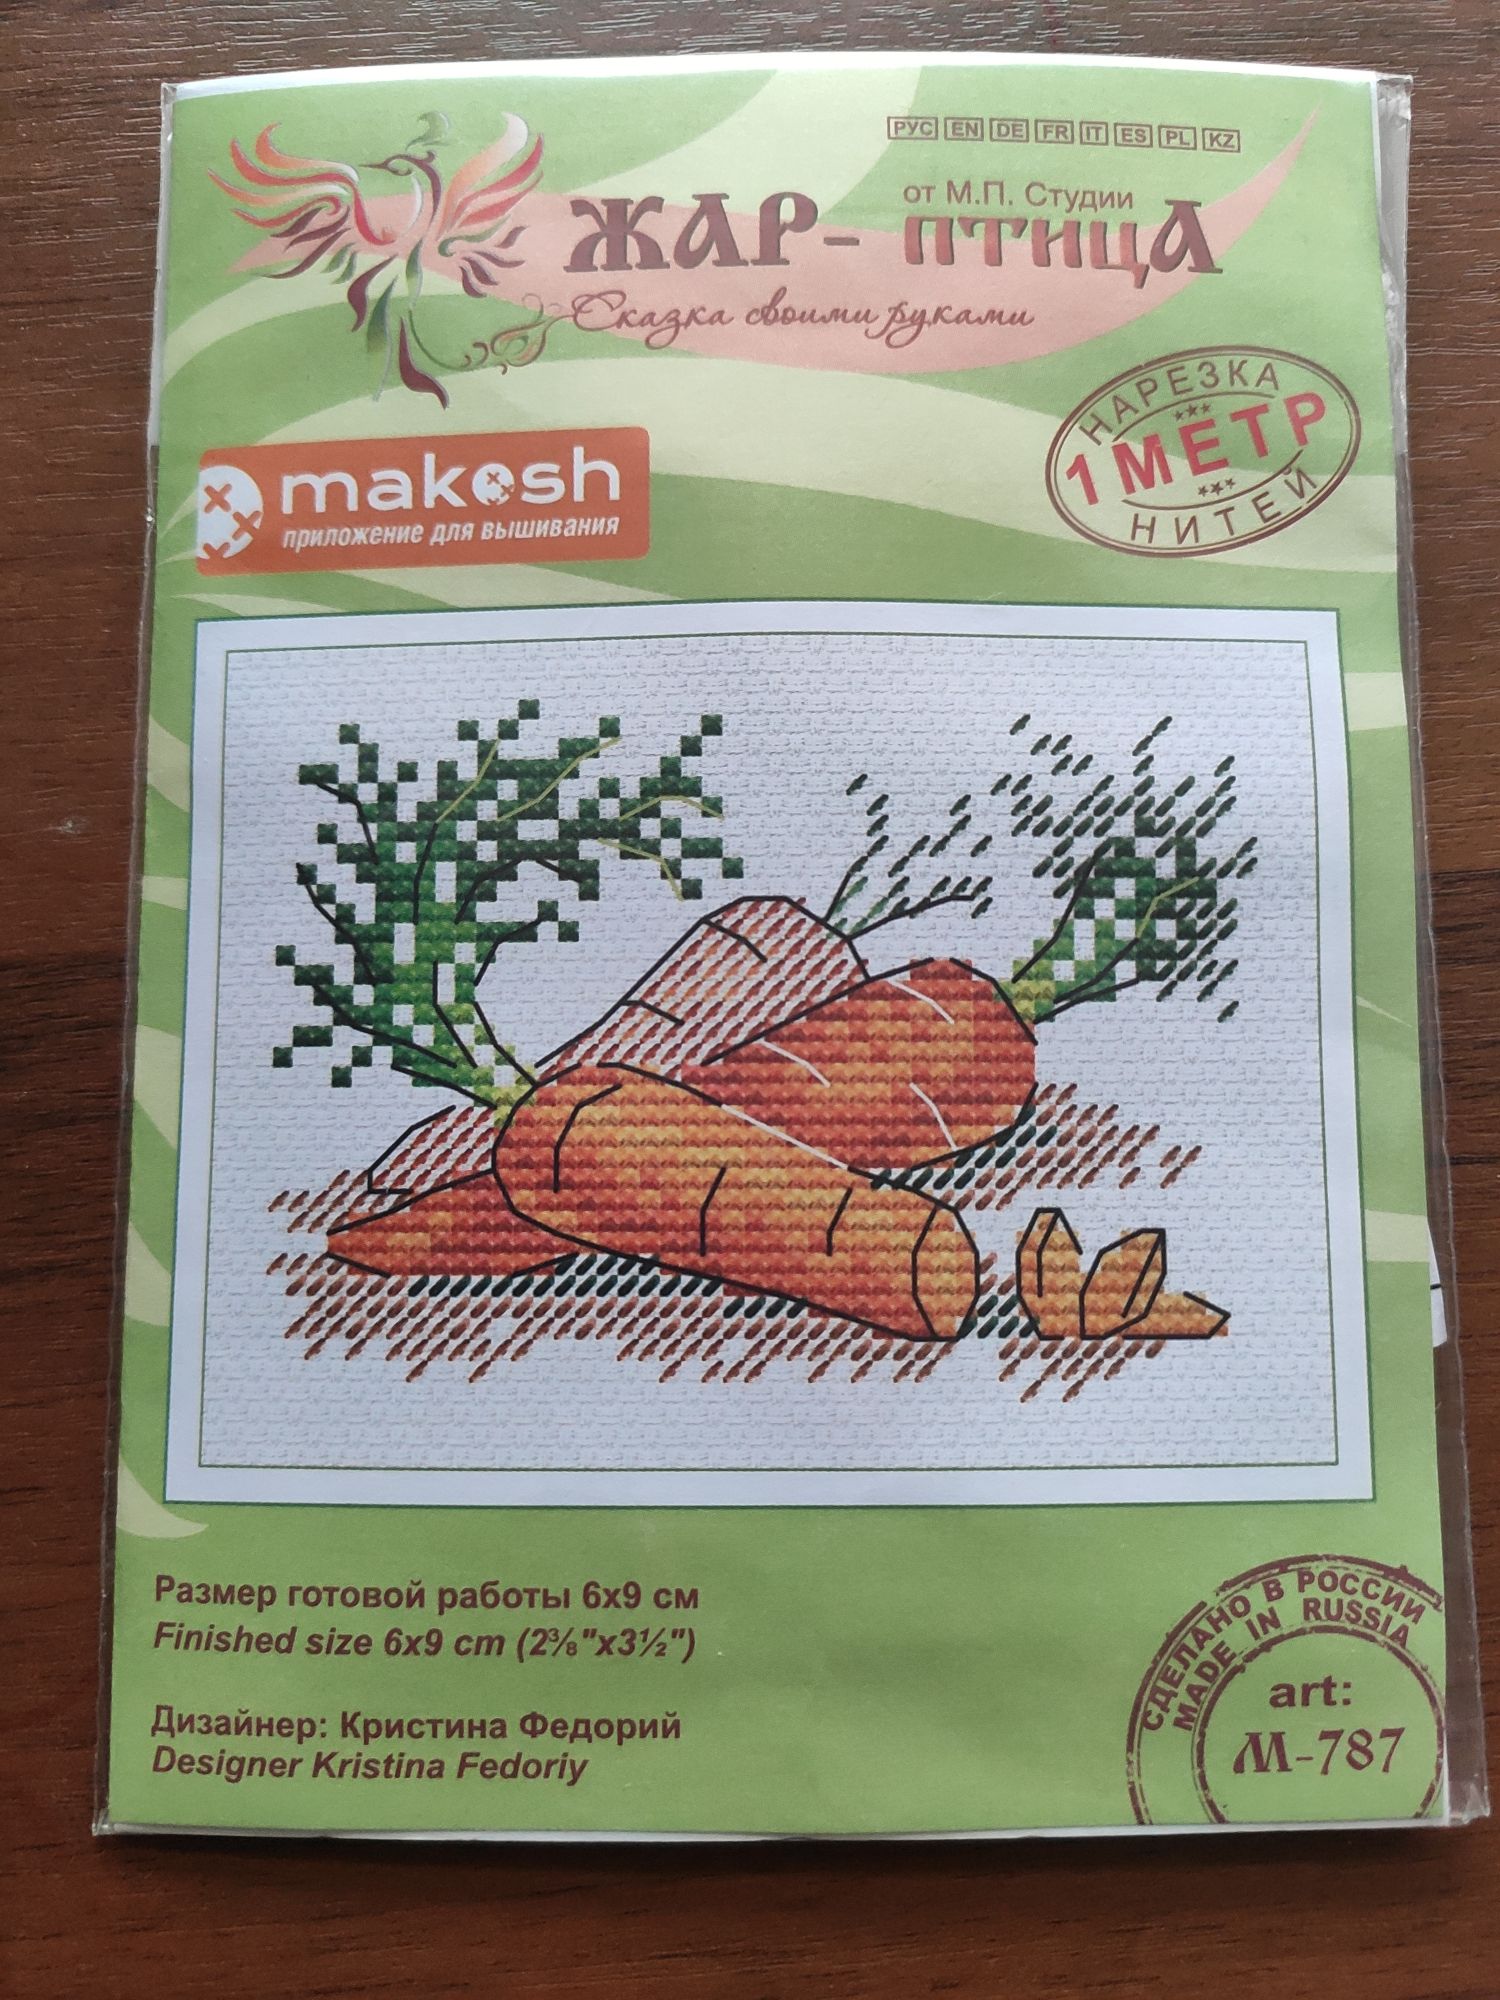 РУС EN DE FR IT ES PL KZ
от М.П. Студии
ЖАР-ПТИЦА
Сказка своими руками
НАРЕЗКА
1 МЕТР
НИТЕЙ
makosh
приложение для вышивания
Размер готовой работы 6х9 см
Finished size 6x9 cm (2⅜"x3½")
Дизайнер: Кристина Федорий
Designer Kristina Fedoriy
СДЕЛАНО В РОССИИ
MADE IN RUSSIA
art:
М-787